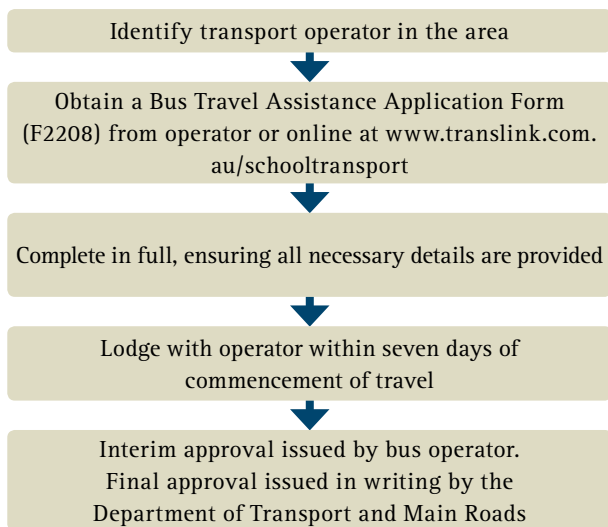 Identify transport operator in the area
Obtain a Bus Travel Assistance Application Form
(F2208) from operator or online at www.translink.com.
au/schooltransport
Complete in full, ensuring all necessary details are provided
Lodge with operator within seven days of
commencement of travel
Interim approval issued by bus operator.
Final approval issued in writing by the
Department of Transport and Main Roads